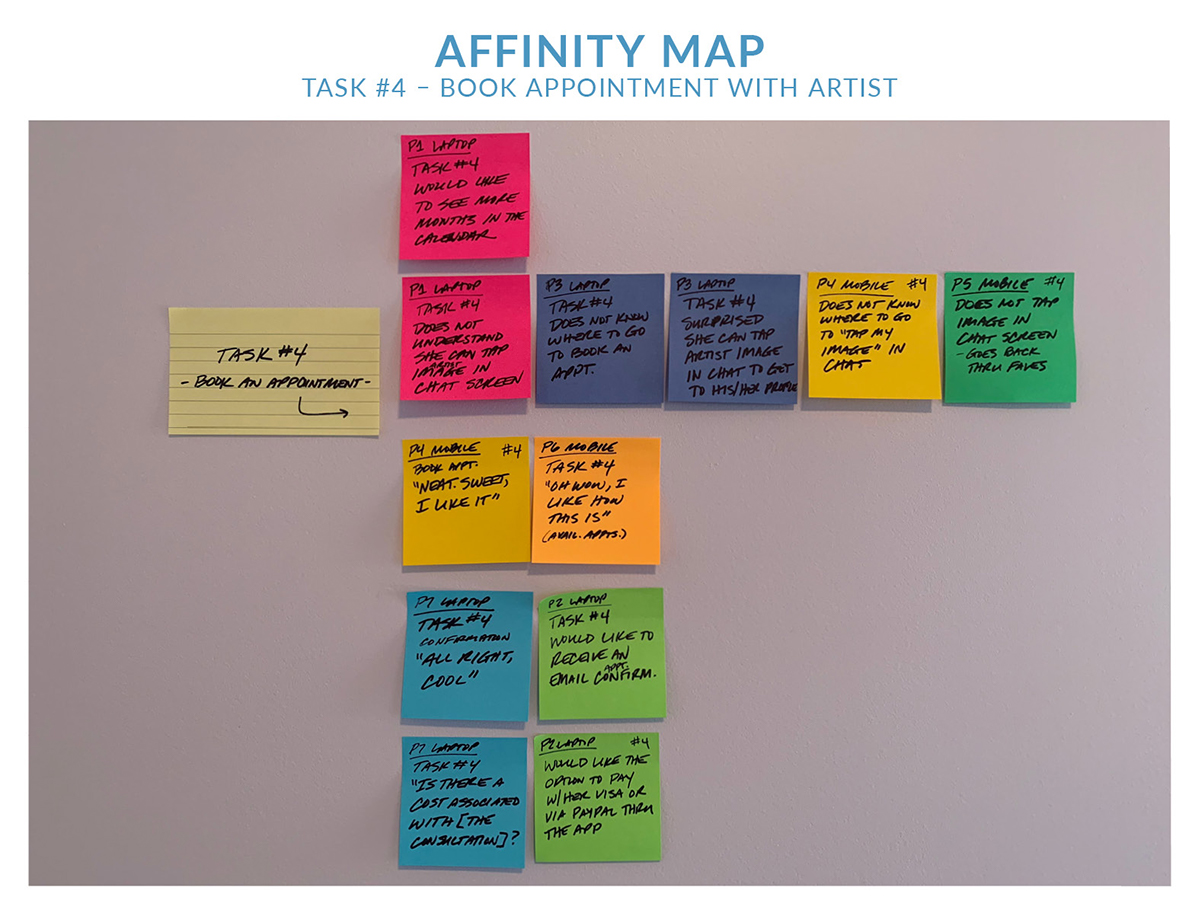 AFFINITY MAP
TASK #4 – BOOK APPOINTMENT WITH ARTIST
TASK #4
- BOOK AN APPOINTMENT -
P1 LAPTOP
TASK #4
WOULD LIKE
TO SEE MORE
MONTHS IN THE
CALENDAR
P1 LAPTOP
TASK #4
DOES NOT
UNDERSTAND
SHE CAN TAP
ARTIST
IMAGE IN
CHAT SCREEN
P3 LAPTOP
TASK #4
DOES NOT KNOW
WHERE TO GO
TO BOOK AN
APPT.
P3 LAPTOP
TASK #4
SURPRISED
SHE CAN TAP
ARTIST IMAGE
IN CHAT TO GET
TO HIS/HER PROFILE
P4 MOBILE #4
DOES NOT KNOW
WHERE TO GO
TO "TAP MY
IMAGE" IN
CHAT
P5 MOBILE #4
DOES NOT TAP
IMAGE IN
CHAT SCREEN
- GOES BACK
THRU FAVES
P4 MOBILE #4
BOOK APPT.
"NEAT. SWEET,
I LIKE IT"
P6 MOBILE
TASK #4
"OH WOW, I
LIKE HOW
THIS IS"
(AVAIL. APPTS.)
P7 LAPTOP
TASK #4
CONFIRMATION
"ALL RIGHT,
COOL"
P2 LAPTOP
TASK #4
WOULD LIKE TO
RECEIVE AN
APPT.
EMAIL CONFIRM.
P7 LAPTOP
TASK #4
"IS THERE A
COST ASSOCIATED
WITH [THE
CONSULTATION]?
P2 LAPTOP #4
WOULD LIKE THE
OPTION TO PAY
W/HER VISA OR
VIA PAYPAL THRU
THE APP